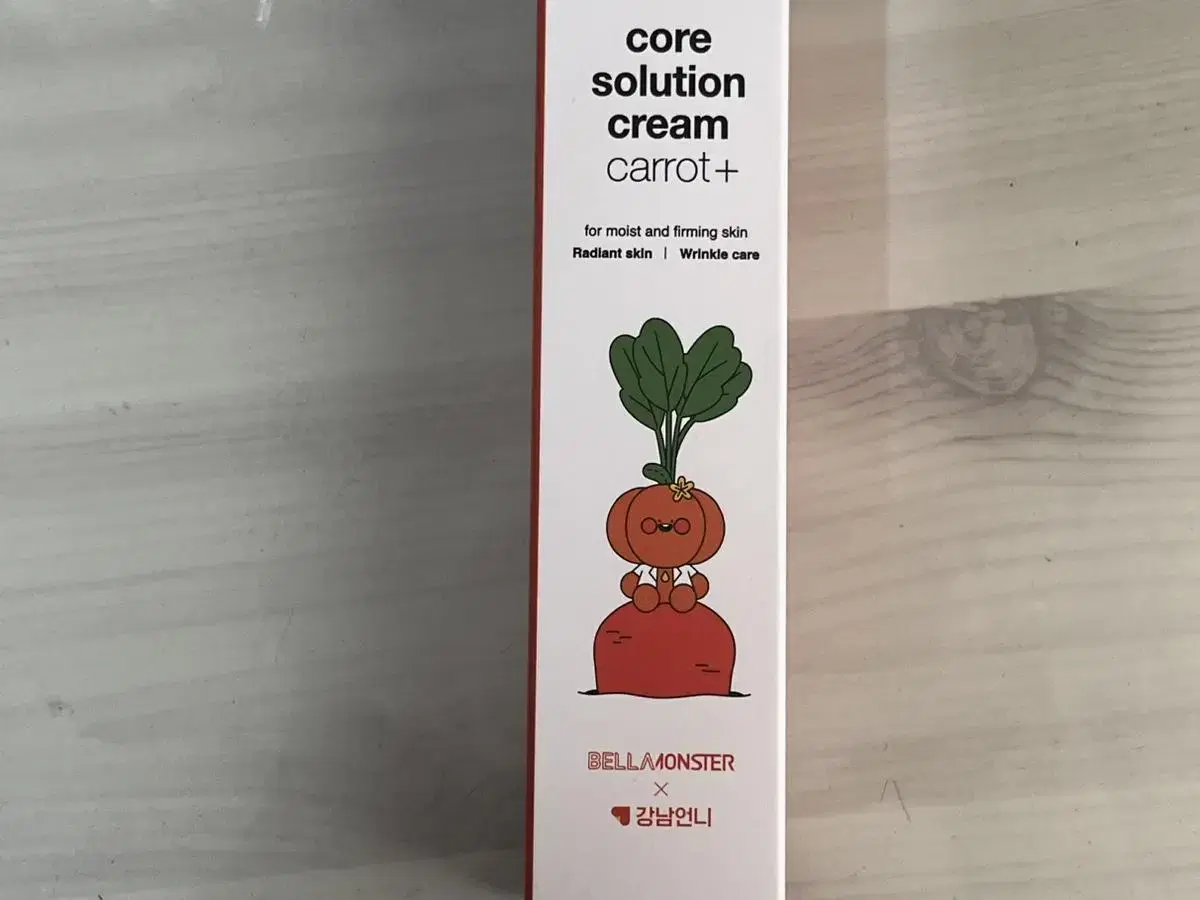 core
solution
cream
carrot+
for moist and firming skin
Radiant skin | Wrinkle care
BELLAMONSTER
×
강남언니